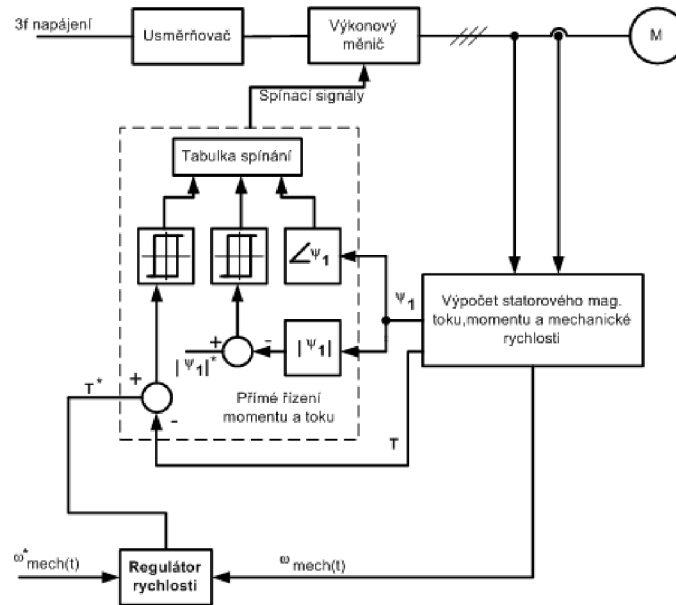 3f napájení
Usměrňovač
Výkonový
měnič
M
Spínací signály
Tabulka spínání
∠Ψ₁
Ψ₁
Výpočet statorového mag.
toku,momentu a mechanické
rychlosti
+
-
|Ψ₁|*
|Ψ₁|
Přímé řízení
momentu a toku
T*
+
-
T
ω*mech(t)
Regulátor
rychlosti
ωmech(t)